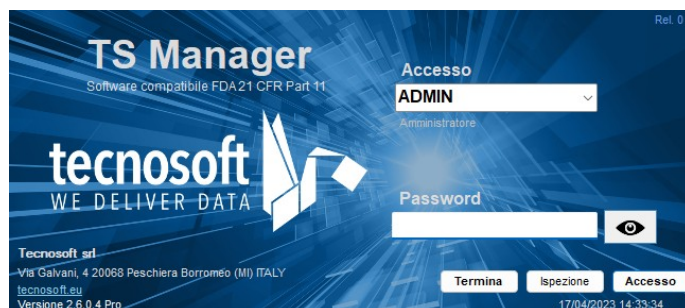 Rel. 0
TS Manager
Software compatibile FDA21 CFR Part 11
Accesso
ADMIN
Amministratore
tecnosoft
WE DELIVER DATA
Password
Tecnosoft srl
Via Galvani, 4 20068 Peschiera Borromeo (MI) ITALY
tecnosoft.eu
Versione 2.6.0.4 Pro
Termina
Ispezione
Accesso
17/04/2023 14:33:34